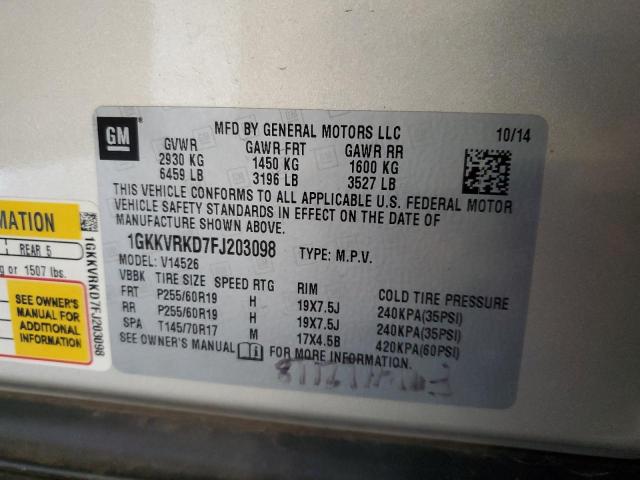 GM
MFD BY GENERAL MOTORS LLC 10/14
GVWR GAWR FRT GAWR RR
2930 KG 1450 KG 1600 KG
6459 LB 3196 LB 3527 LB
THIS VEHICLE CONFORMS TO ALL APPLICABLE U.S. FEDERAL MOTOR
VEHICLE SAFETY STANDARDS IN EFFECT ON THE DATE OF
MANUFACTURE SHOWN ABOVE.
1GKKVRKD7FJ203098 TYPE: M.P.V.
MODEL: V14526
VBBK TIRE SIZE SPEED RTG RIM COLD TIRE PRESSURE
FRT P255/60R19 H 19X7.5J 240KPA(35PSI)
RR P255/60R19 H 19X7.5J 240KPA(35PSI)
SPA T145/70R17 M 17X4.5B 420KPA(60PSI)
SEE OWNER'S MANUAL FOR MORE INFORMATION.
REAR 5
or 1507 lbs.
SEE OWNER'S
MANUAL FOR
ADDITIONAL
INFORMATION
1GKKVRKD7FJ203098